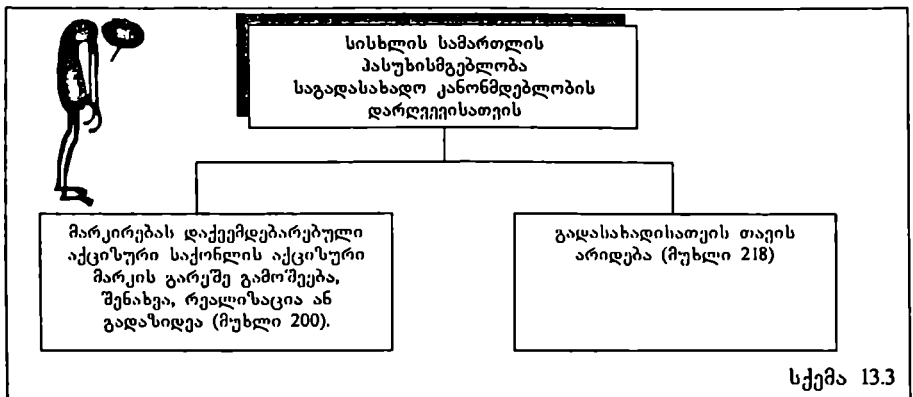 სისხლის სამართლის
პასუხისმგებლობა
საგადასახადო კანონმდებლობის
დარღვევისათვის
მარკირებას დაქვემდებარებული
აქციზური საქონლის აქციზური
მარკის გარეშე გამოშვება,
შენახვა, რეალიზაცია ან
გადაზიდვა (მუხლი 200).
გადასახადისათვის თავის
არიდება (მუხლი 218)
სქემა 13.3